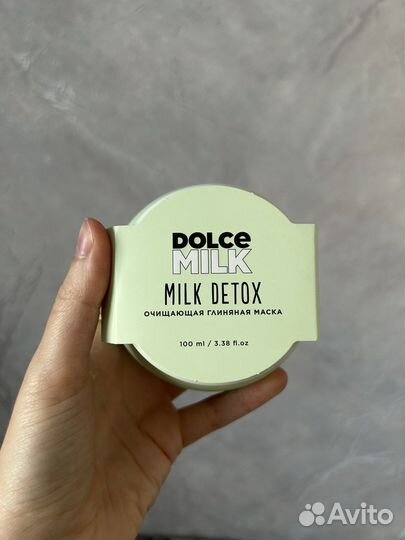 DOLCe
MILK
MILK DETOX
ОЧИЩАЮЩАЯ ГЛИНЯНАЯ МАСКА
100 ml / 3.38 fl.oz
Avito